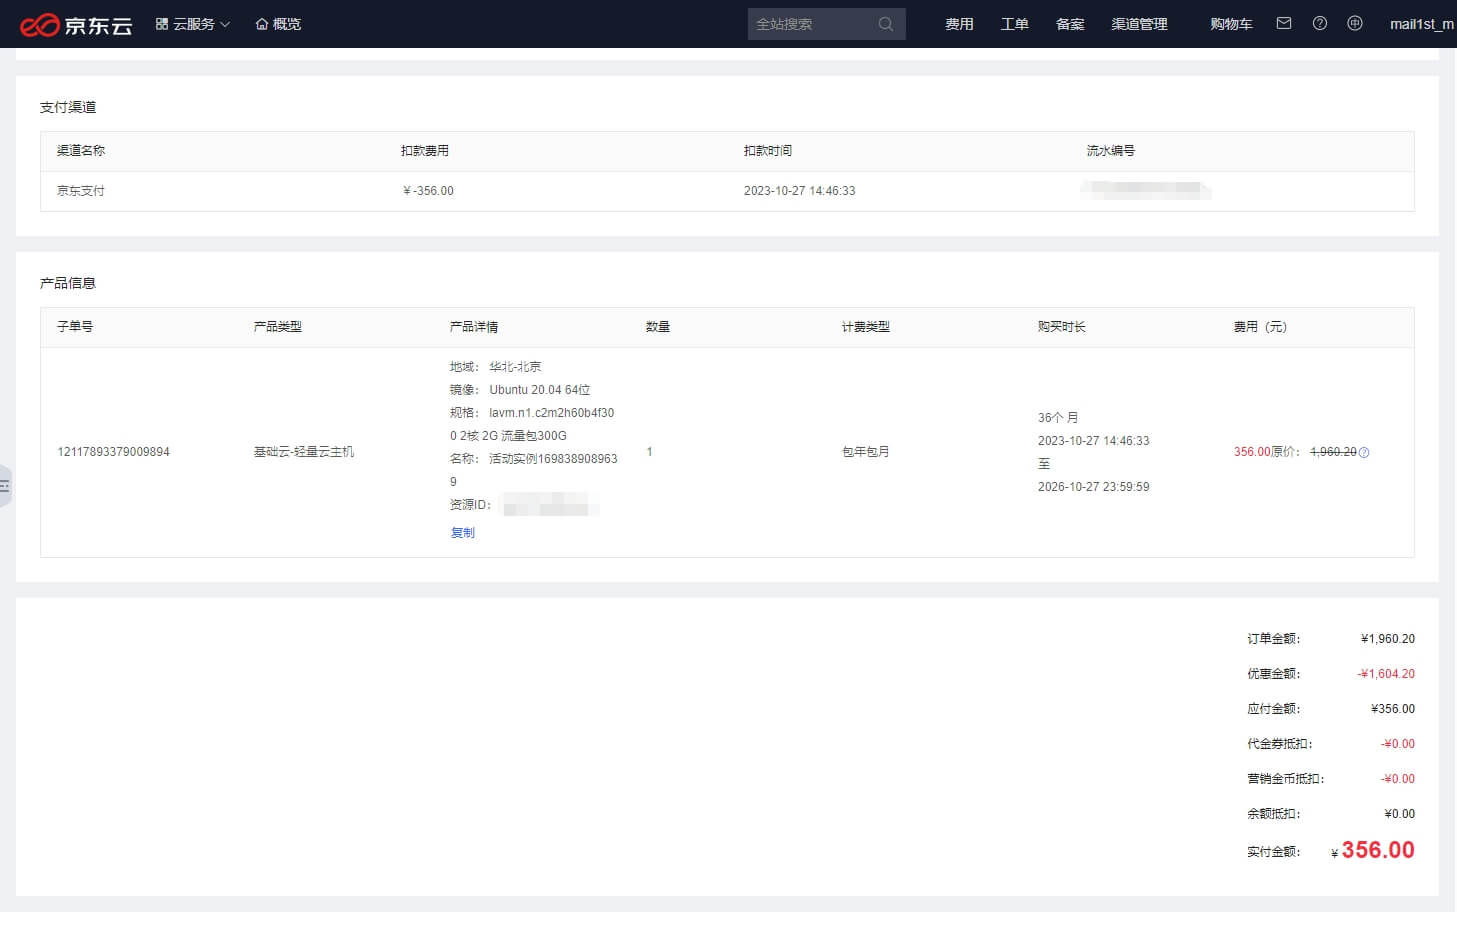 京东云 云服务 概览 全站搜索 费用 工单 备案 渠道管理 购物车 mail1st_m
支付渠道
渠道名称 扣款费用 扣款时间 流水编号
京东支付 ¥-356.00 2023-10-27 14:46:33
产品信息
子单号 产品类型 产品详情 数量 计费类型 购买时长 费用（元）
12117893379009894 基础云-轻量云主机
地域： 华北-北京
镜像： Ubuntu 20.04 64位
规格： lavm.n1.c2m2h60b4f30
0 2核 2G 流量包300G
名称： 活动实例169838908963
9
资源ID：
复制
1 包年包月
36个 月
2023-10-27 14:46:33
至
2026-10-27 23:59:59
356.00原价： 1,960.20
订单金额： ¥1,960.20
优惠金额： -¥1,604.20
应付金额： ¥356.00
代金券抵扣： -¥0.00
营销金币抵扣： -¥0.00
余额抵扣： ¥0.00
实付金额： ¥356.00